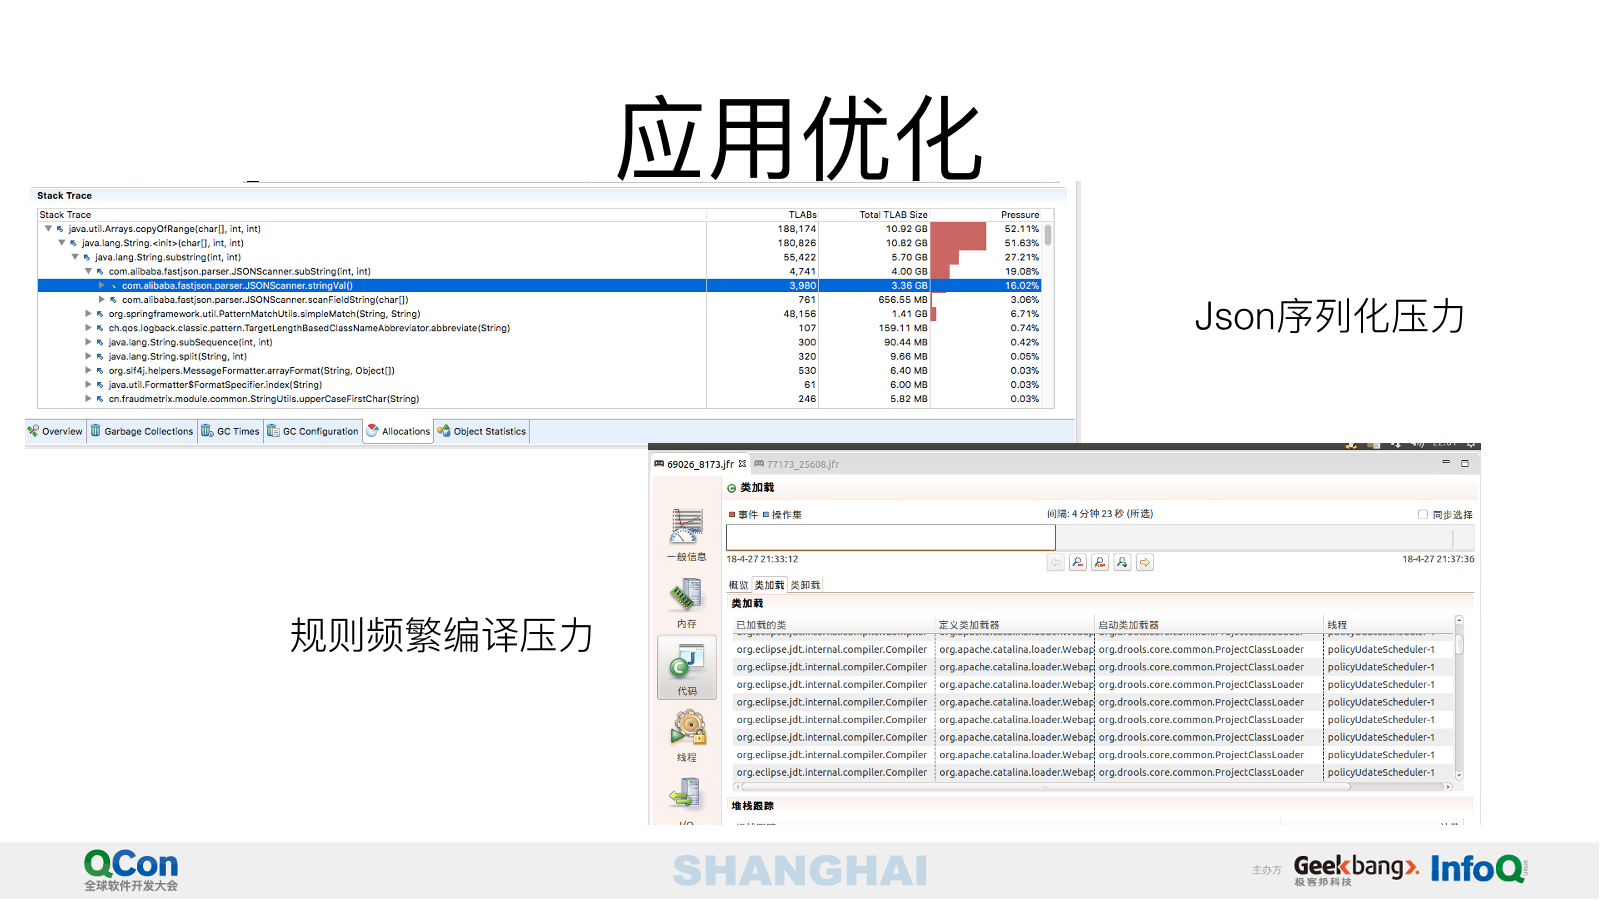 应用优化
Stack Trace
Stack Trace TLABs Total TLAB Size Pressure
java.util.Arrays.copyOfRange(char[], int, int) 188,174 10.92 GB 52.11%
java.lang.String.<init>(char[], int, int) 180,826 10.82 GB 51.63%
java.lang.String.substring(int, int) 55,422 5.70 GB 27.21%
com.alibaba.fastjson.parser.JSONScanner.subString(int, int) 4,741 4.00 GB 19.08%
com.alibaba.fastjson.parser.JSONScanner.stringVal() 3,980 3.36 GB 16.02%
com.alibaba.fastjson.parser.JSONScanner.scanFieldString(char[]) 761 656.55 MB 3.06%
org.springframework.util.PatternMatchUtils.simpleMatch(String, String) 48,156 1.41 GB 6.71%
ch.qos.logback.classic.pattern.TargetLengthBasedClassNameAbbreviator.abbreviate(String) 107 159.11 MB 0.74%
java.lang.String.subSequence(int, int) 300 90.44 MB 0.42%
java.lang.String.split(String, int) 320 9.66 MB 0.05%
org.slf4j.helpers.MessageFormatter.arrayFormat(String, Object[]) 530 6.40 MB 0.03%
java.util.Formatter$FormatSpecifier.index(String) 61 6.00 MB 0.03%
cn.fraudmetrix.module.common.StringUtils.upperCaseFirstChar(String) 246 5.82 MB 0.03%
Overview Garbage Collections GC Times GC Configuration Allocations Object Statistics
Json序列化压力
规则频繁编译压力
69026_8173.jfr 77173_25608.jfr
类加载
事件 操作集 间隔: 4 分钟 23 秒 (所选) 同步选择
18-4-27 21:33:12 18-4-27 21:37:36
一般信息
内存
代码
线程
I/O
概览 类加载 类卸载
类加载
已加载的类 定义类加载器 启动类加载器 线程
org.eclipse.jdt.internal.compiler.Compiler org.apache.catalina.loader.Webap org.drools.core.common.ProjectClassLoader policyUdateScheduler-1
org.eclipse.jdt.internal.compiler.Compiler org.apache.catalina.loader.Webap org.drools.core.common.ProjectClassLoader policyUdateScheduler-1
org.eclipse.jdt.internal.compiler.Compiler org.apache.catalina.loader.Webap org.drools.core.common.ProjectClassLoader policyUdateScheduler-1
org.eclipse.jdt.internal.compiler.Compiler org.apache.catalina.loader.Webap org.drools.core.common.ProjectClassLoader policyUdateScheduler-1
org.eclipse.jdt.internal.compiler.Compiler org.apache.catalina.loader.Webap org.drools.core.common.ProjectClassLoader policyUdateScheduler-1
org.eclipse.jdt.internal.compiler.Compiler org.apache.catalina.loader.Webap org.drools.core.common.ProjectClassLoader policyUdateScheduler-1
org.eclipse.jdt.internal.compiler.Compiler org.apache.catalina.loader.Webap org.drools.core.common.ProjectClassLoader policyUdateScheduler-1
org.eclipse.jdt.internal.compiler.Compiler org.apache.catalina.loader.Webap org.drools.core.common.ProjectClassLoader policyUdateScheduler-1
堆栈跟踪
QCon
全球软件开发大会
SHANGHAI
主办方
Geekbang
极客邦科技
InfoQ